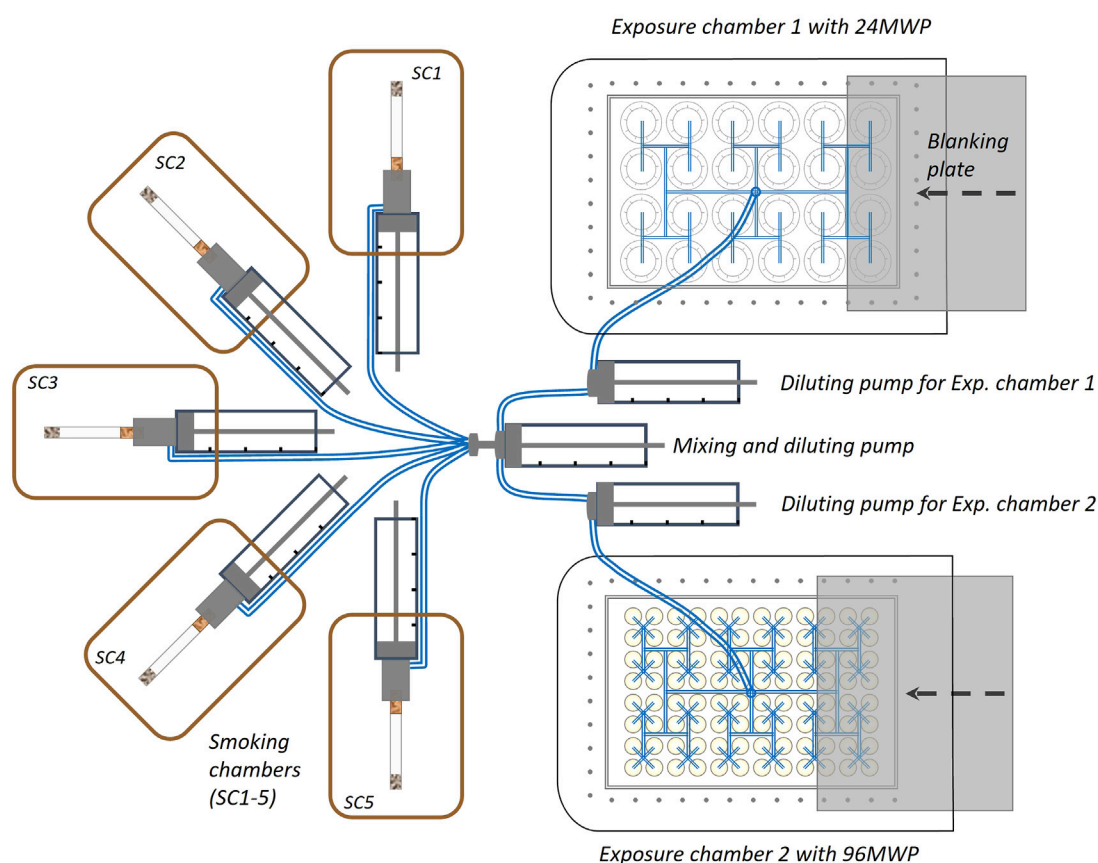 Exposure chamber 1 with 24MWP
SC1
SC2
Blanking
plate
SC3
Diluting pump for Exp. chamber 1
Mixing and diluting pump
Diluting pump for Exp. chamber 2
SC4
Smoking
chambers
(SC1-5)
SC5
Exposure chamber 2 with 96MWP